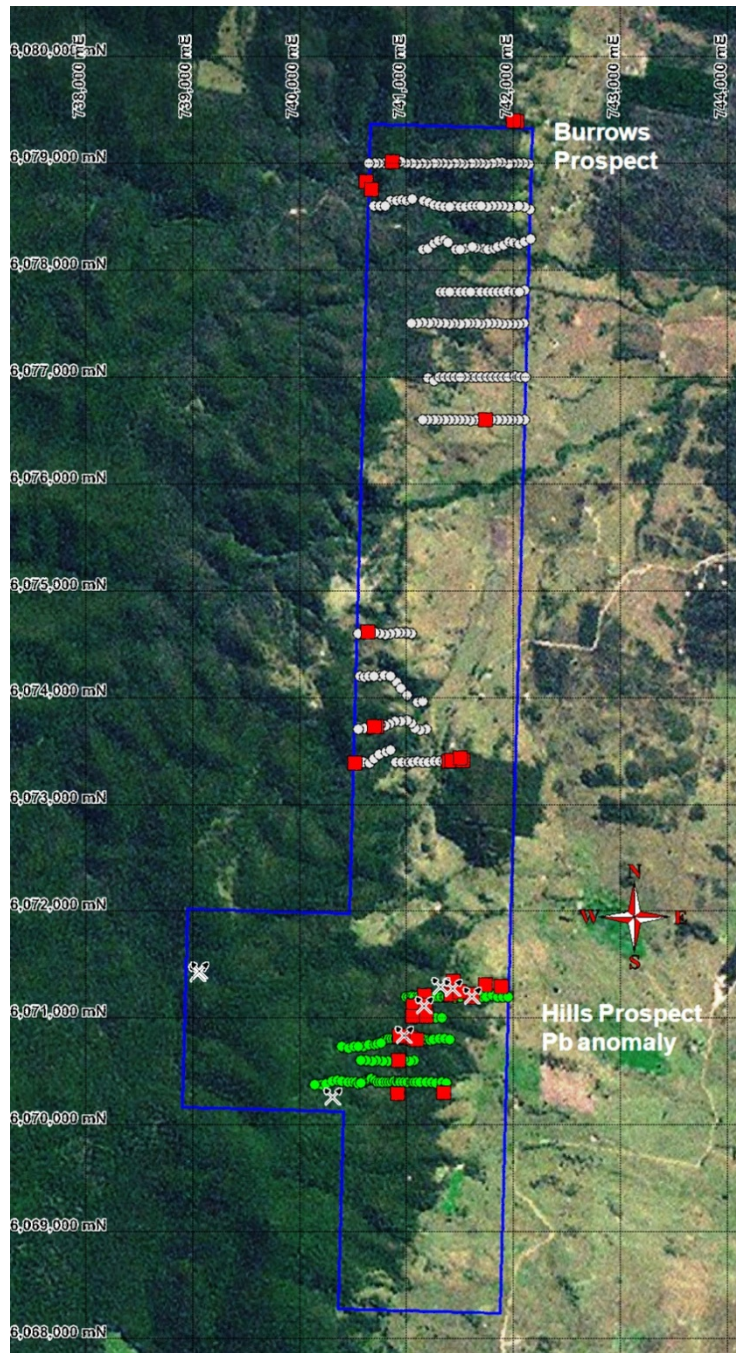 738,000 mE
739,000 mE
740,000 mE
741,000 mE
742,000 mE
743,000 mE
744,000 mE
6,080,000 mN
Burrows
Prospect
6,079,000 mN
6,078,000 mN
6,077,000 mN
6,076,000 mN
6,075,000 mN
6,074,000 mN
6,073,000 mN
N
W E
S
6,072,000 mN
6,071,000 mN
Hills Prospect
Pb anomaly
6,070,000 mN
6,069,000 mN
6,068,000 mN